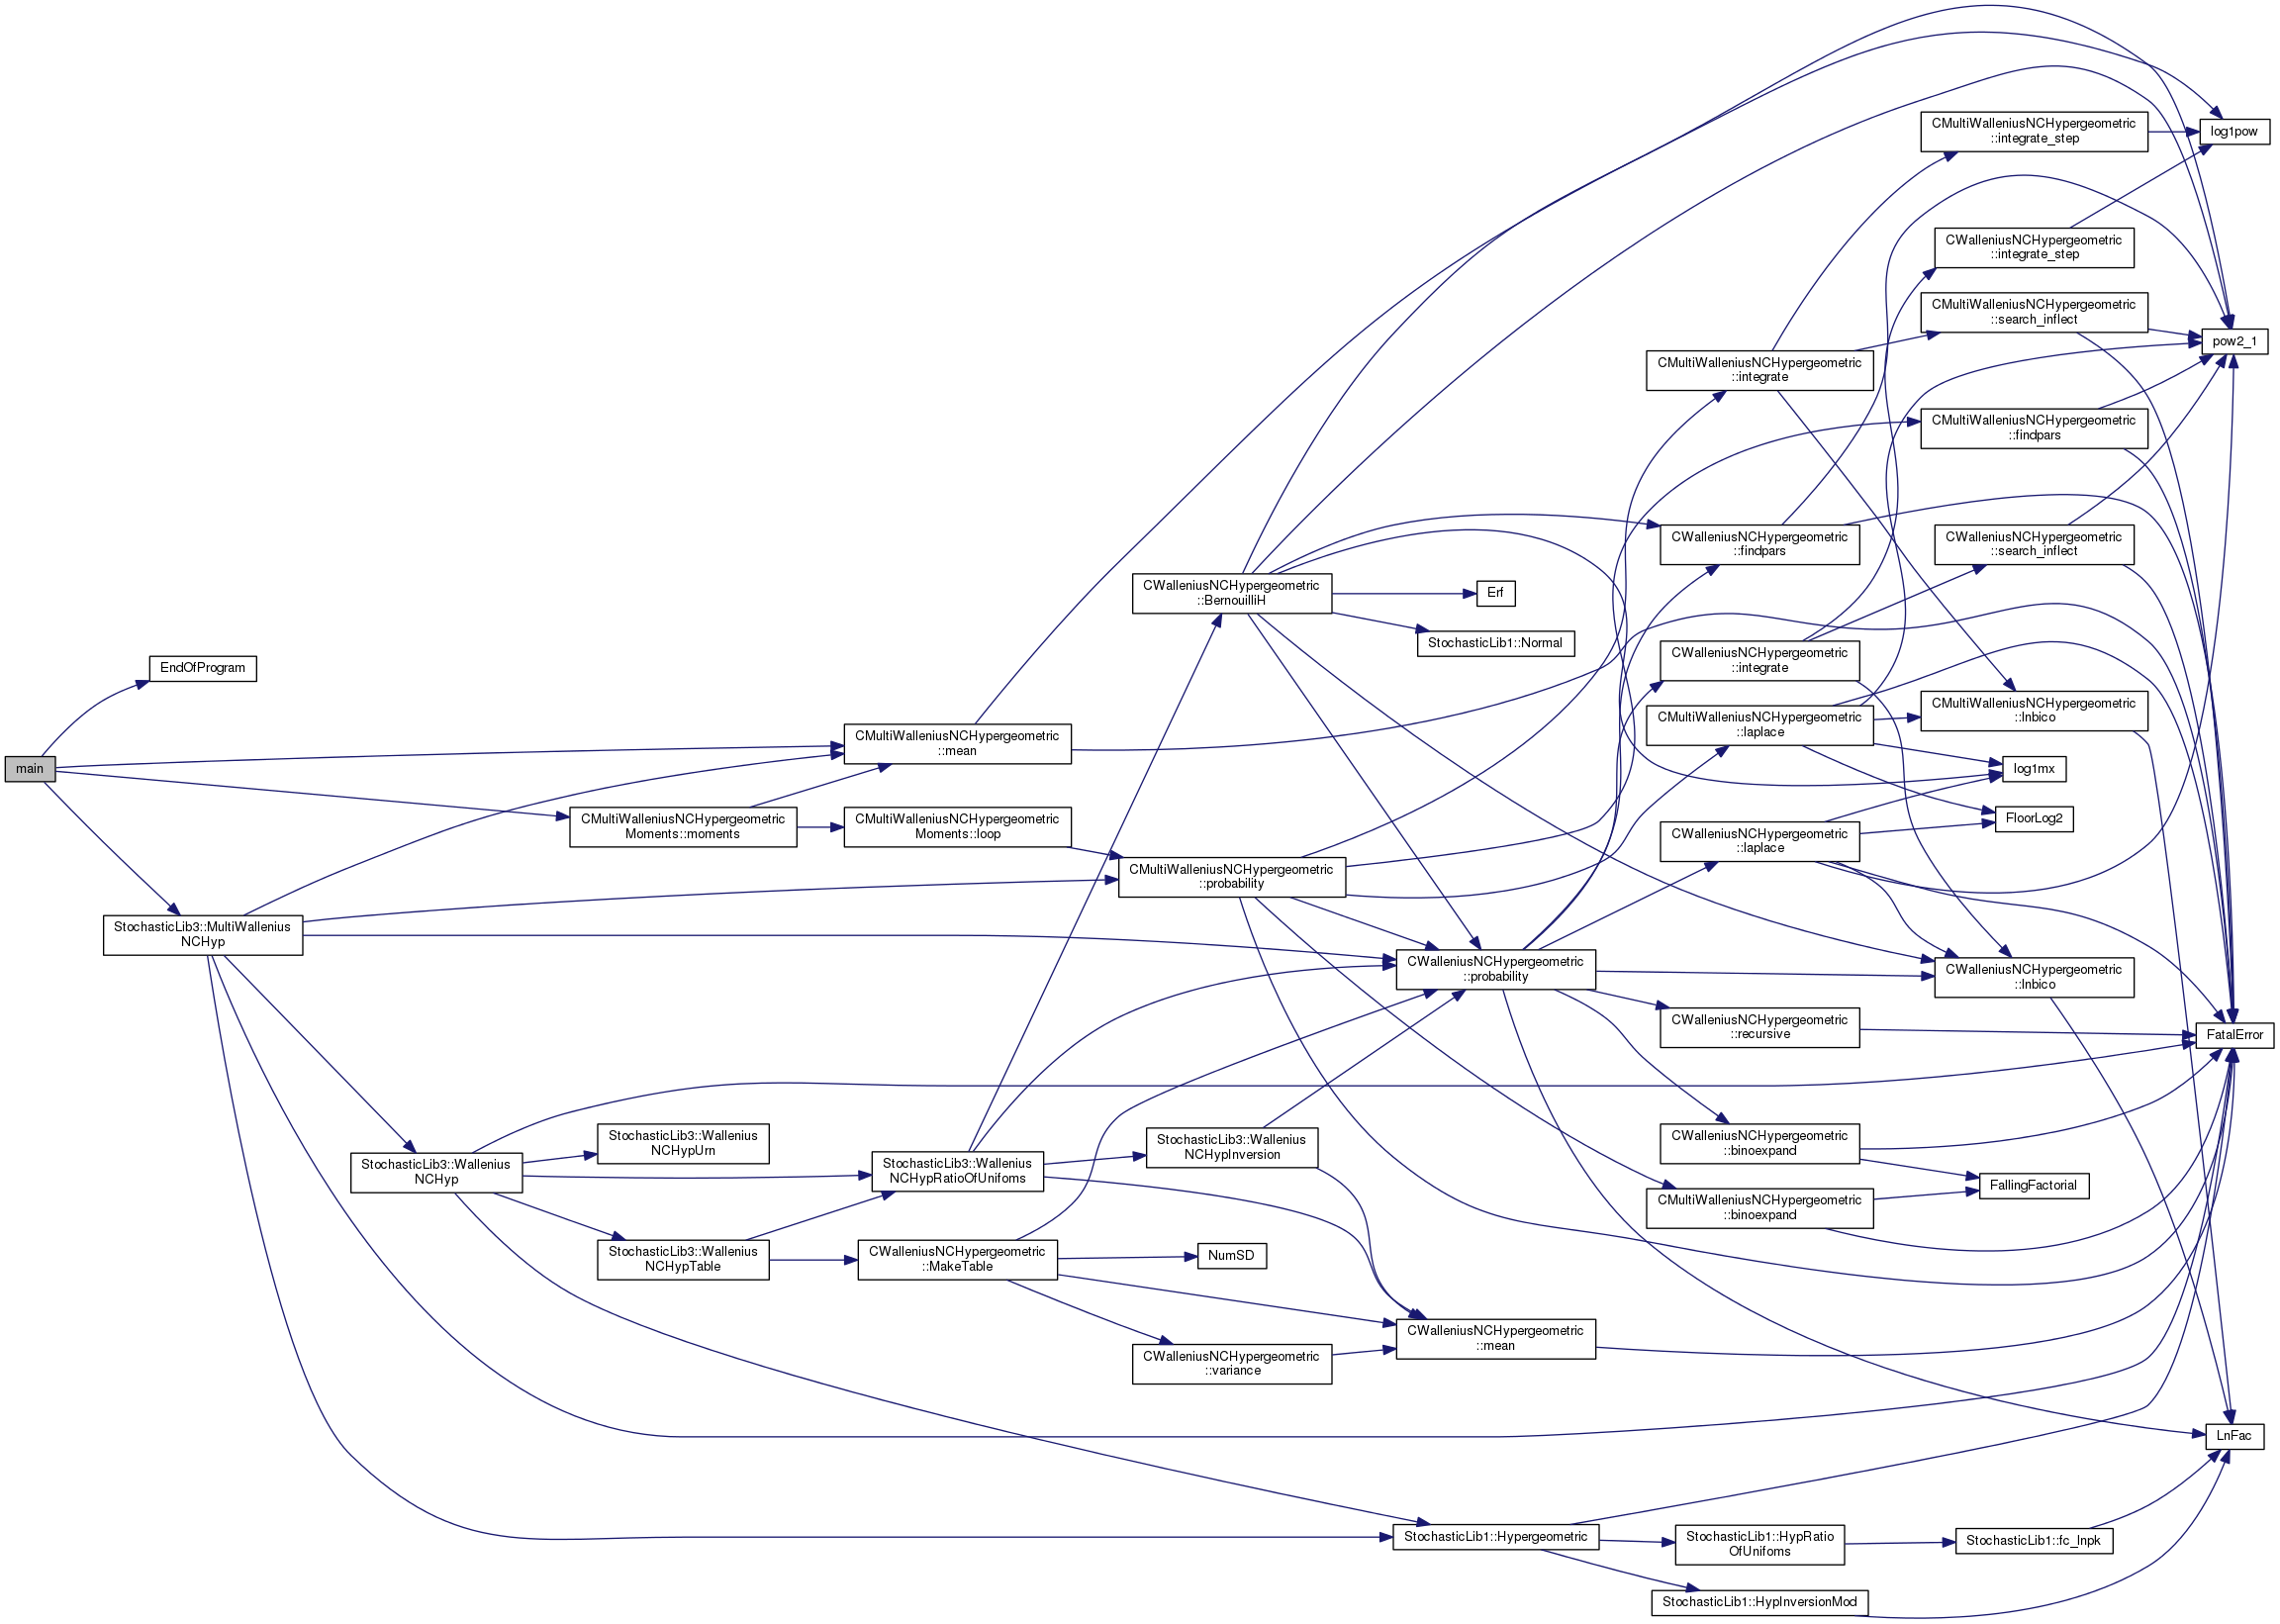 main
EndOfProgram
StochasticLib3::MultiWallenius
NCHyp
StochasticLib3::Wallenius
NCHyp
CMultiWalleniusNCHypergeometric
Moments::moments
StochasticLib3::Wallenius
NCHypUrn
StochasticLib3::Wallenius
NCHypTable
CMultiWalleniusNCHypergeometric
::mean
CMultiWalleniusNCHypergeometric
Moments::loop
StochasticLib3::Wallenius
NCHypRatioOfUnifoms
CWalleniusNCHypergeometric
::MakeTable
CWalleniusNCHypergeometric
::BernouilliH
CMultiWalleniusNCHypergeometric
::probability
StochasticLib3::Wallenius
NCHypInversion
NumSD
CWalleniusNCHypergeometric
::variance
Erf
StochasticLib1::Normal
CWalleniusNCHypergeometric
::probability
CWalleniusNCHypergeometric
::mean
StochasticLib1::Hypergeometric
CMultiWalleniusNCHypergeometric
::integrate
CWalleniusNCHypergeometric
::findpars
CWalleniusNCHypergeometric
::integrate
CMultiWalleniusNCHypergeometric
::laplace
CWalleniusNCHypergeometric
::laplace
CWalleniusNCHypergeometric
::recursive
CWalleniusNCHypergeometric
::binoexpand
CMultiWalleniusNCHypergeometric
::binoexpand
StochasticLib1::HypRatio
OfUnifoms
StochasticLib1::HypInversionMod
CMultiWalleniusNCHypergeometric
::integrate_step
CWalleniusNCHypergeometric
::integrate_step
CMultiWalleniusNCHypergeometric
::search_inflect
CMultiWalleniusNCHypergeometric
::findpars
CWalleniusNCHypergeometric
::search_inflect
CMultiWalleniusNCHypergeometric
::lnbico
log1mx
FloorLog2
CWalleniusNCHypergeometric
::lnbico
FallingFactorial
StochasticLib1::fc_lnpk
log1pow
pow2_1
FatalError
LnFac